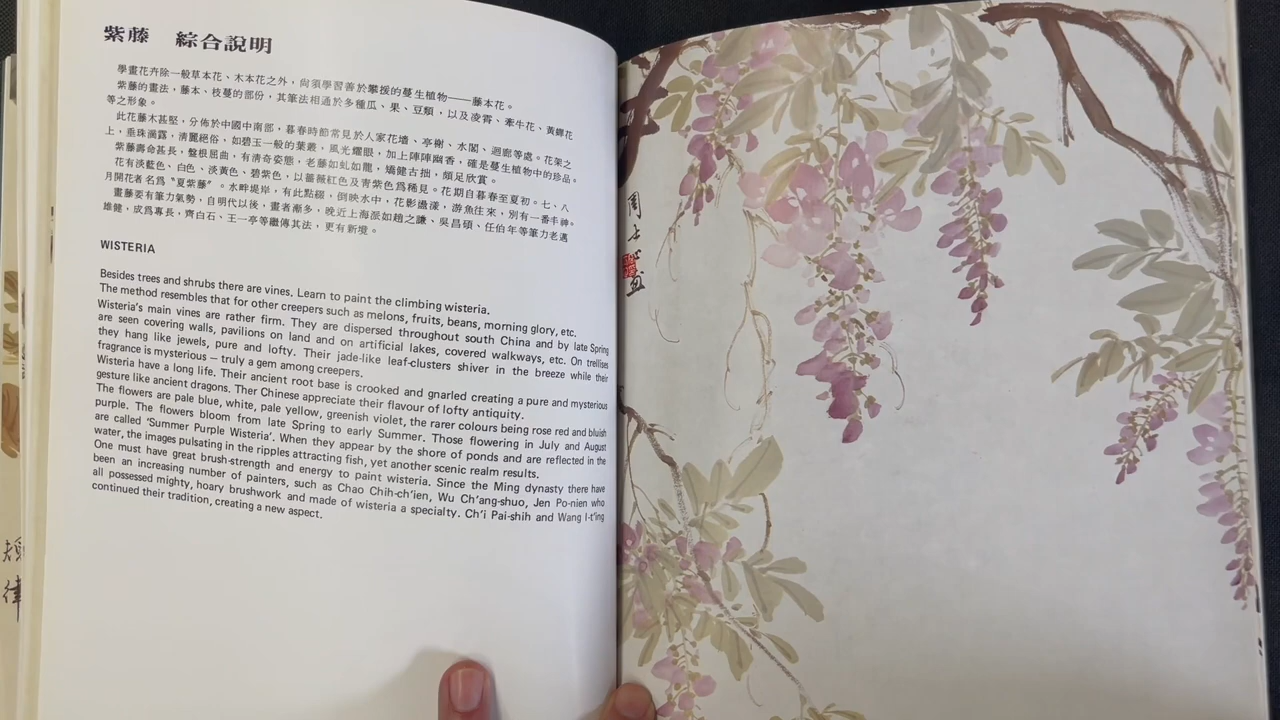 紫藤　綜合說明
學畫花卉除一般草本花、木本花之外，尙須學習善於攀援的蔓生植物——藤本花。
紫藤的畫法，藤本、枝蔓的部份，其筆法相通於多種瓜、果、豆類，以及凌霄、牽牛花、黃蟬花
等之形象。
此花藤木甚堅，分佈於中國中南部，暮春時節常見於人家花墻、亭榭、水閣、迴廊等處。花架之
上，垂珠滴露，清麗絕俗，如碧玉一般的葉叢，風光耀眼，加上陣陣幽香，確是蔓生植物中的珍品。
紫藤壽命甚長，盤根屈曲，有清奇姿態，老藤如虬如龍，矯健古拙，頗足欣賞。
花有淡藍色、白色、淡黃色、碧紫色，以薔薇紅色及靑紫色爲稀見。花期自暮春至夏初。七、八
月開花者名爲〝夏紫藤〞。水畔堤岸，有此點綴，倒映水中，花影盪漾，游魚往來，別有一番丰神。
畫藤要有筆力氣勢，自明代以後，畫者漸多，晚近上海派如趙之謙、吳昌碩、任伯年等筆力老邁
雄健，成爲專長，齊白石、王一亭等繼傳其法，更有新境。
WISTERIA
Besides trees and shrubs there are vines. Learn to paint the climbing wisteria.
The method resembles that for other creepers such as melons, fruits, beans, morning glory, etc.
Wisteria's main vines are rather firm. They are dispersed throughout south China and by late Spring
are seen covering walls, pavilions on land and on artificial lakes, covered walkways, etc. On trellises
they hang like jewels, pure and lofty. Their jade-like leaf-clusters shiver in the breeze while their
fragrance is mysterious – truly a gem among creepers.
Wisteria have a long life. Their ancient root base is crooked and gnarled creating a pure and mysterious
gesture like ancient dragons. Ther Chinese appreciate their flavour of lofty antiquity.
The flowers are pale blue, white, pale yellow, greenish violet, the rarer colours being rose red and bluish
purple. The flowers bloom from late Spring to early Summer. Those flowering in July and August
are called 'Summer Purple Wisteria'. When they appear by the shore of ponds and are reflected in the
water, the images pulsating in the ripples attracting fish, yet another scenic realm results.
One must have great brush-strength and energy to paint wisteria. Since the Ming dynasty there have
been an increasing number of painters, such as Chao Chih-ch'ien, Wu Ch'ang-shuo, Jen Po-nien who
all possessed mighty, hoary brushwork and made of wisteria a specialty. Ch'i Pai-shih and Wang I-t'ing
continued their tradition, creating a new aspect.
周士心画
律